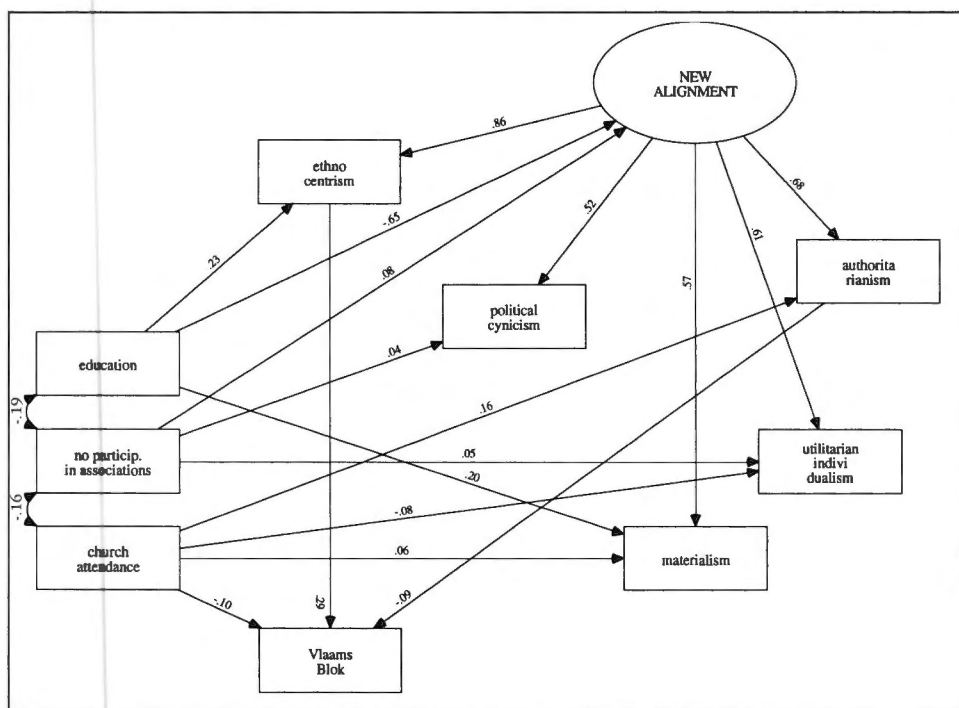 NEW
ALIGNMENT
.86
ethno
centrism
-.65
.52
.68
.61
authorita
rianism
.23
.08
.57
political
cynicism
education
.04
-.19
.16
no particip.
in associations
.05
.20
utilitarian
indivi
dualism
-.16
-.08
church
attendance
.06
materialism
-.10
.29
-.09
Vlaams
Blok